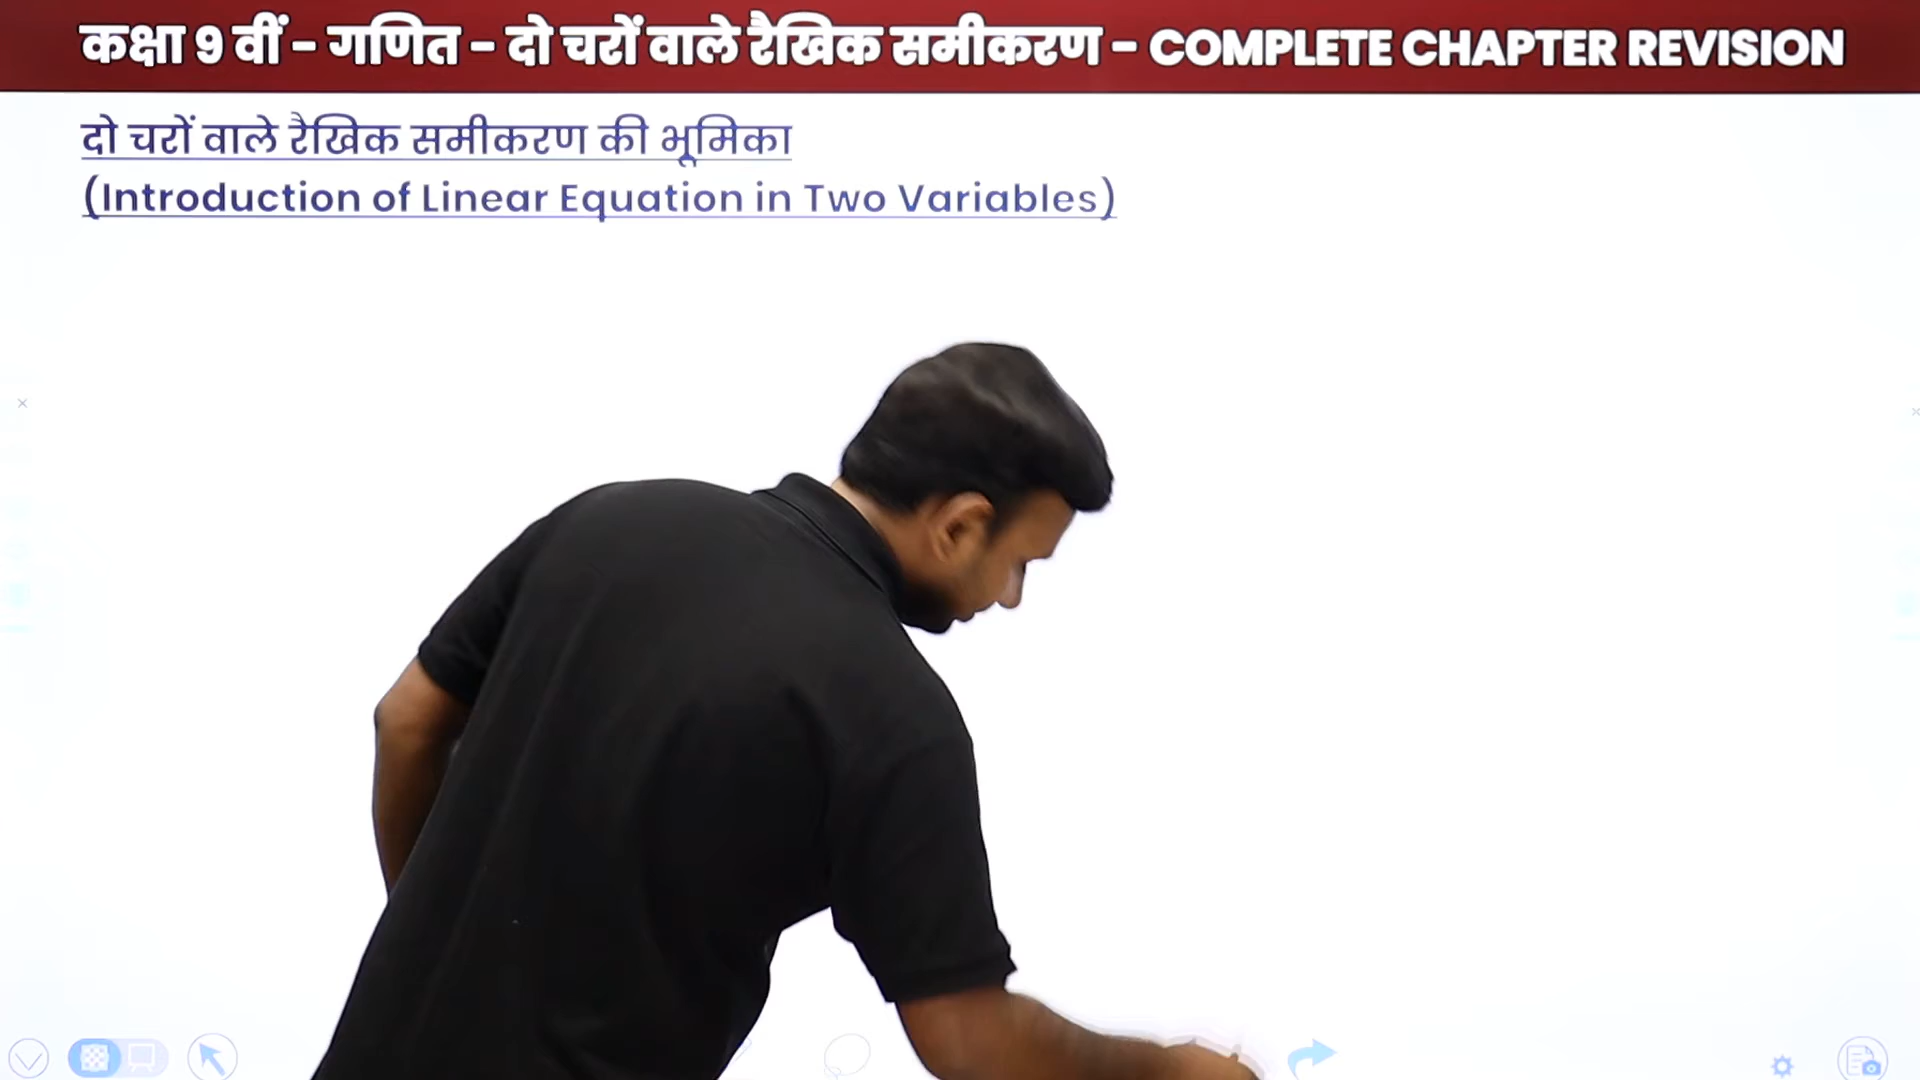 कक्षा 9 वीं - गणित - दो चरों वाले रैखिक समीकरण - COMPLETE CHAPTER REVISION
दो चरों वाले रैखिक समीकरण की भूमिका
(Introduction of Linear Equation in Two Variables)